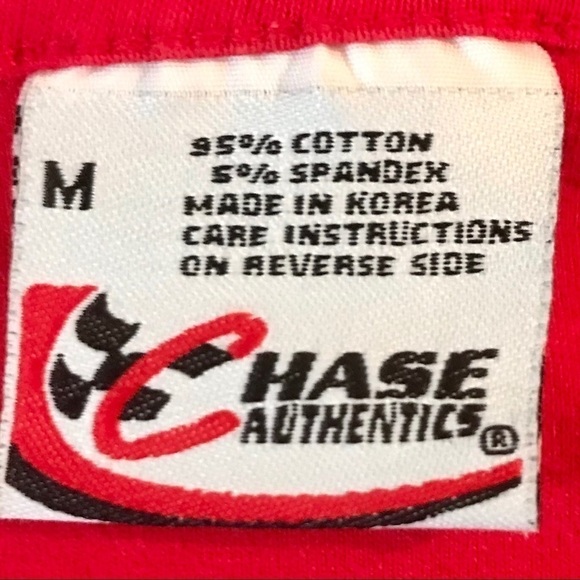 M
95% COTTON
5% SPANDEX
MADE IN KOREA
CARE INSTRUCTIONS
ON REVERSE SIDE
CHASE
AUTHENTICS®